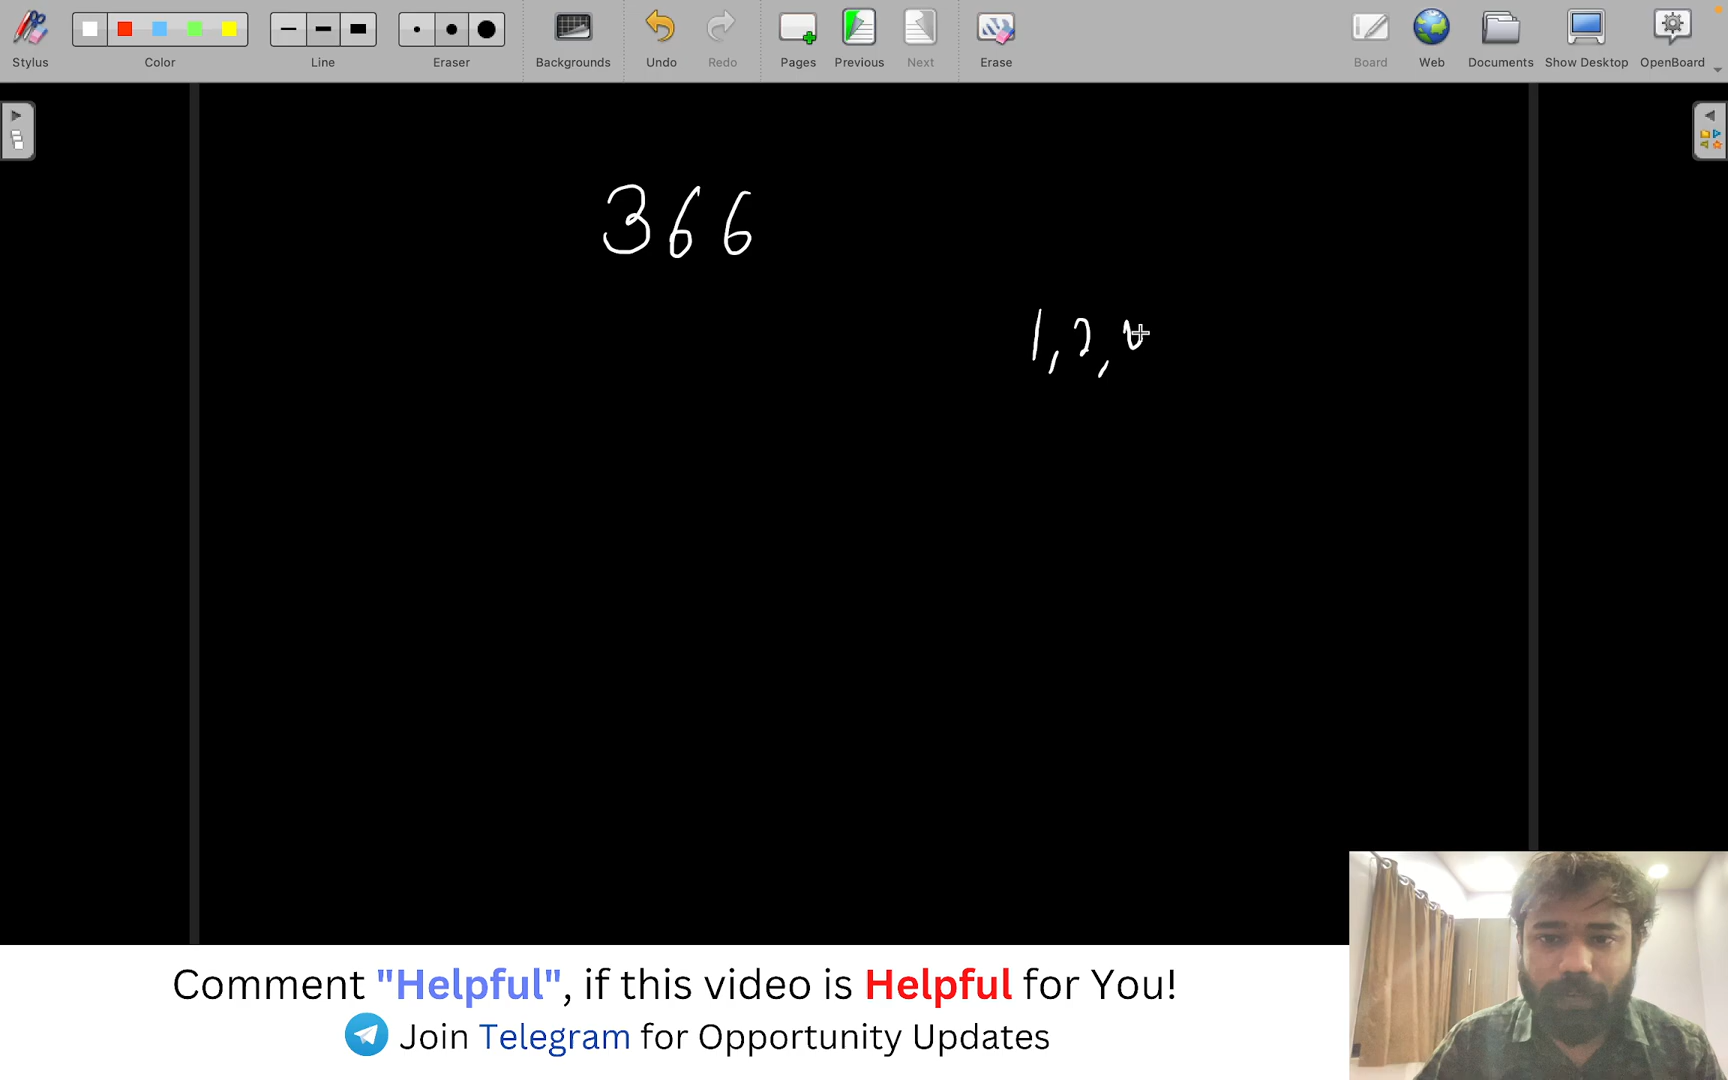 Stylus Color Line Eraser Backgrounds Undo Redo Pages Previous Next Erase Board Web Documents Show Desktop OpenBoard
366
1, 2,
Comment "Helpful", if this video is Helpful for You!
Join Telegram for Opportunity Updates